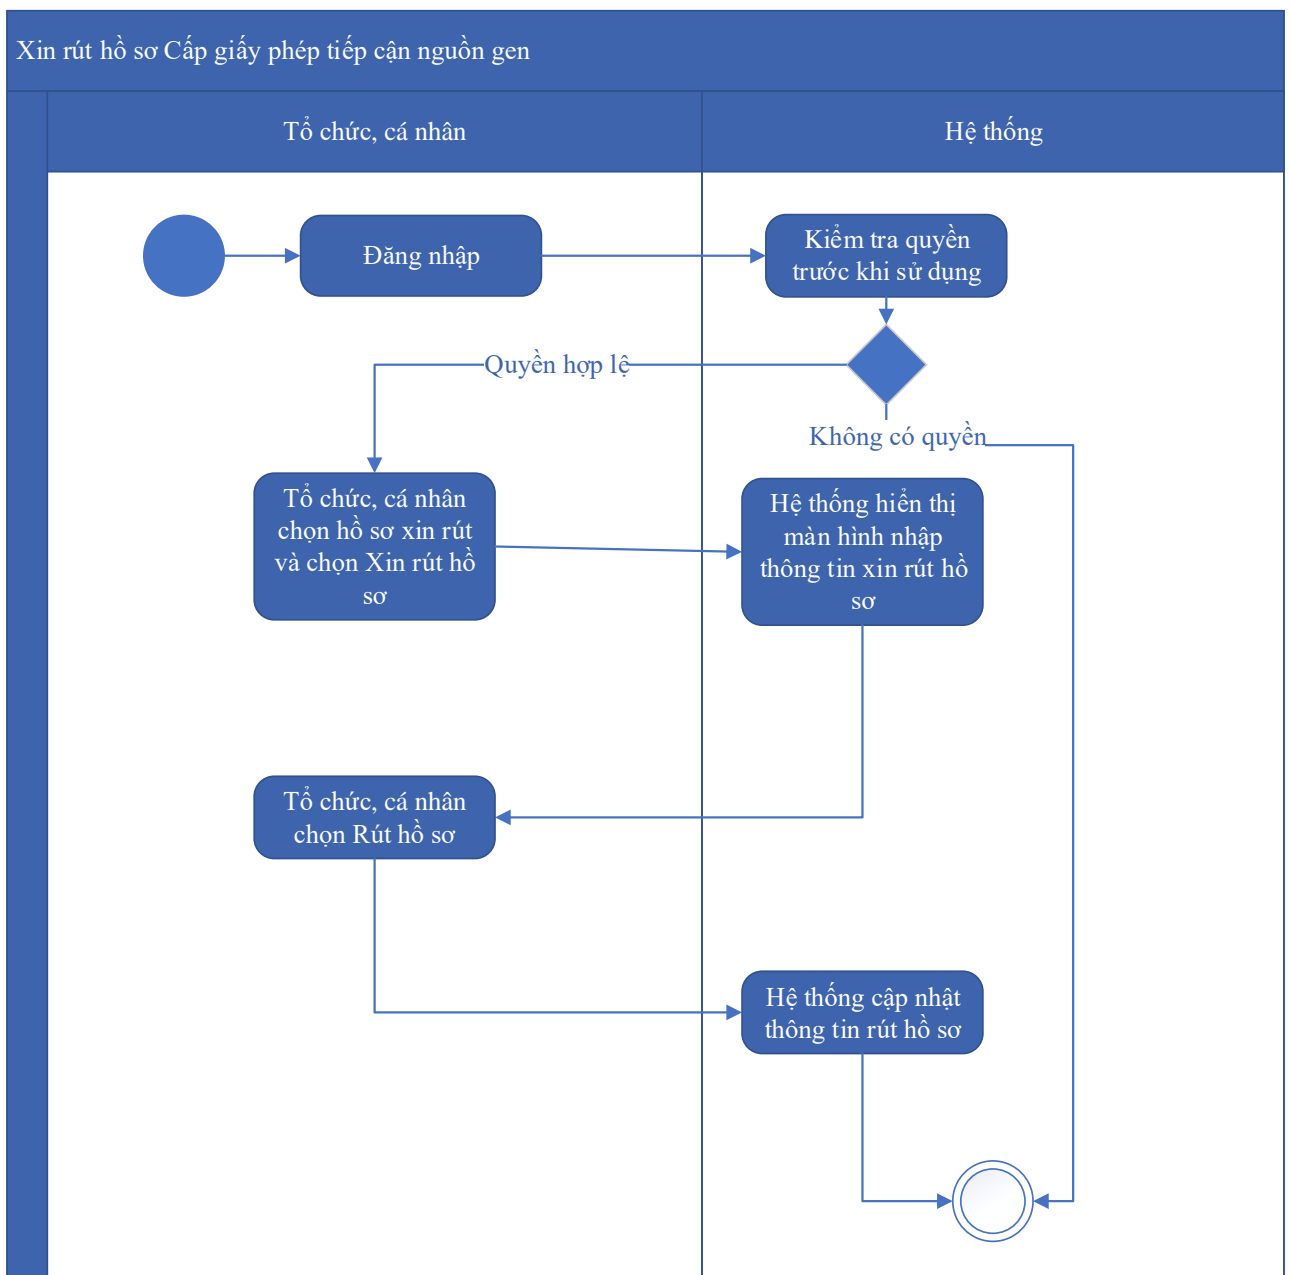 Xin rút hồ sơ Cấp giấy phép tiếp cận nguồn gen
Tổ chức, cá nhân
Hệ thống
Đăng nhập
Kiểm tra quyền
trước khi sử dụng
Quyền hợp lệ
Không có quyền
Tổ chức, cá nhân
chọn hồ sơ xin rút
và chọn Xin rút hồ
sơ
Hệ thống hiển thị
màn hình nhập
thông tin xin rút hồ
sơ
Tổ chức, cá nhân
chọn Rút hồ sơ
Hệ thống cập nhật
thông tin rút hồ sơ